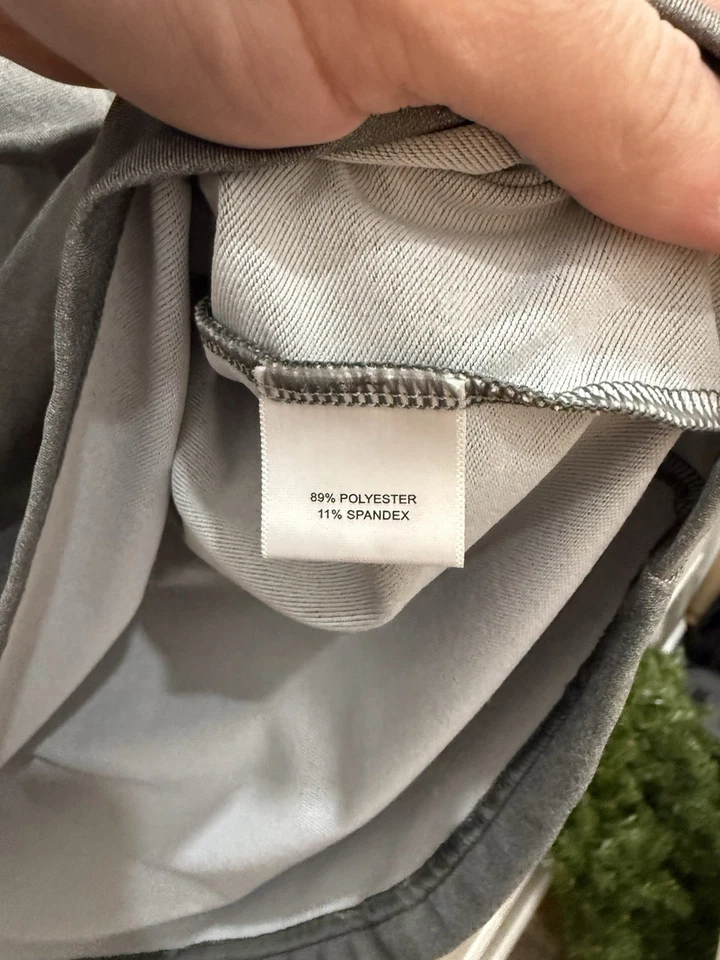 89% POLYESTER
11% SPANDEX